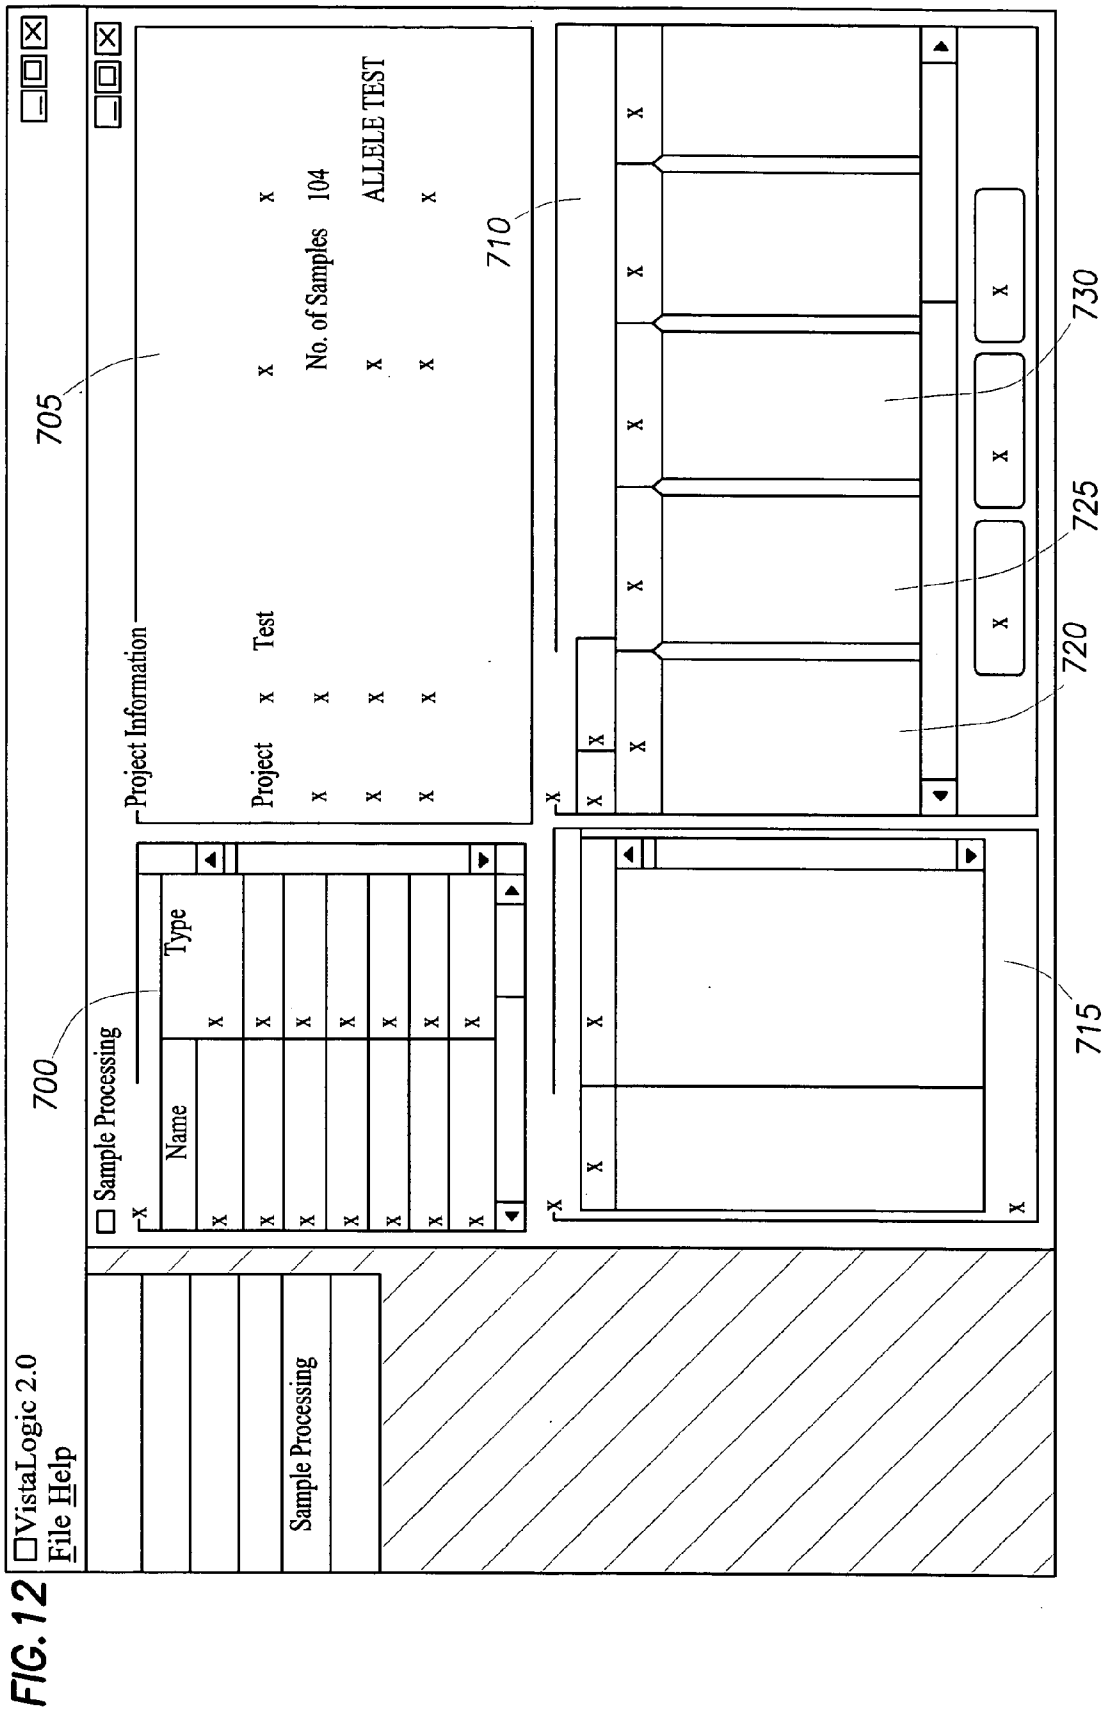 FIG. 12
VistaLogic 2.0
File Help
Sample Processing
Sample Processing
X
Name Type
X X
X X
X X
X X
X X
X X
X X
700
Project Information
Project X Test X X
X X No. of Samples 104
X X X ALLELE TEST
X X X X
705
X
X X
X
715
X
X X
X X X X X
X X X
710
720
725
730